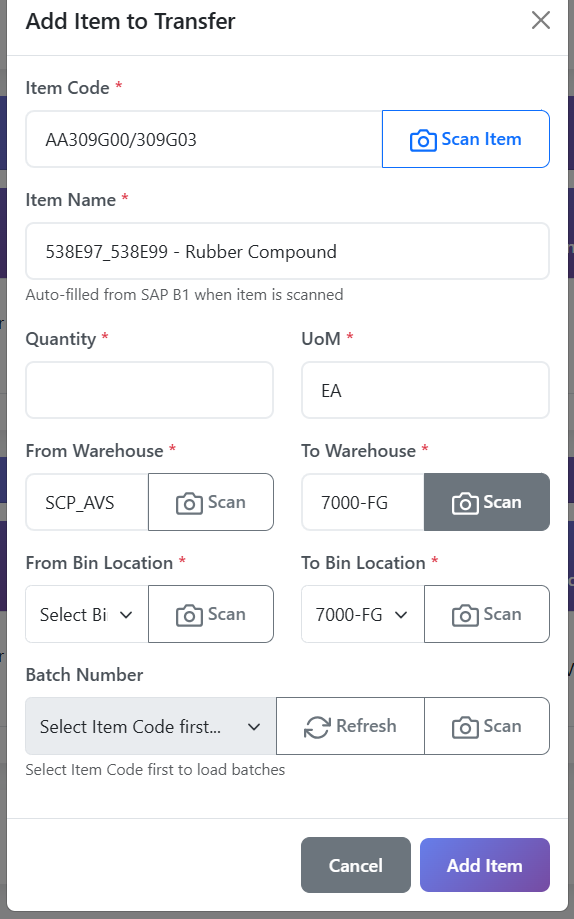 Add Item to Transfer
Item Code *
AA309G00/309G03
Scan Item
Item Name *
538E97_538E99 - Rubber Compound
Auto-filled from SAP B1 when item is scanned
Quantity * UoM *
EA
From Warehouse * To Warehouse *
SCP_AVS Scan 7000-FG Scan
From Bin Location * To Bin Location *
Select Bi Scan 7000-FG Scan
Batch Number
Select Item Code first... Refresh Scan
Select Item Code first to load batches
Cancel Add Item